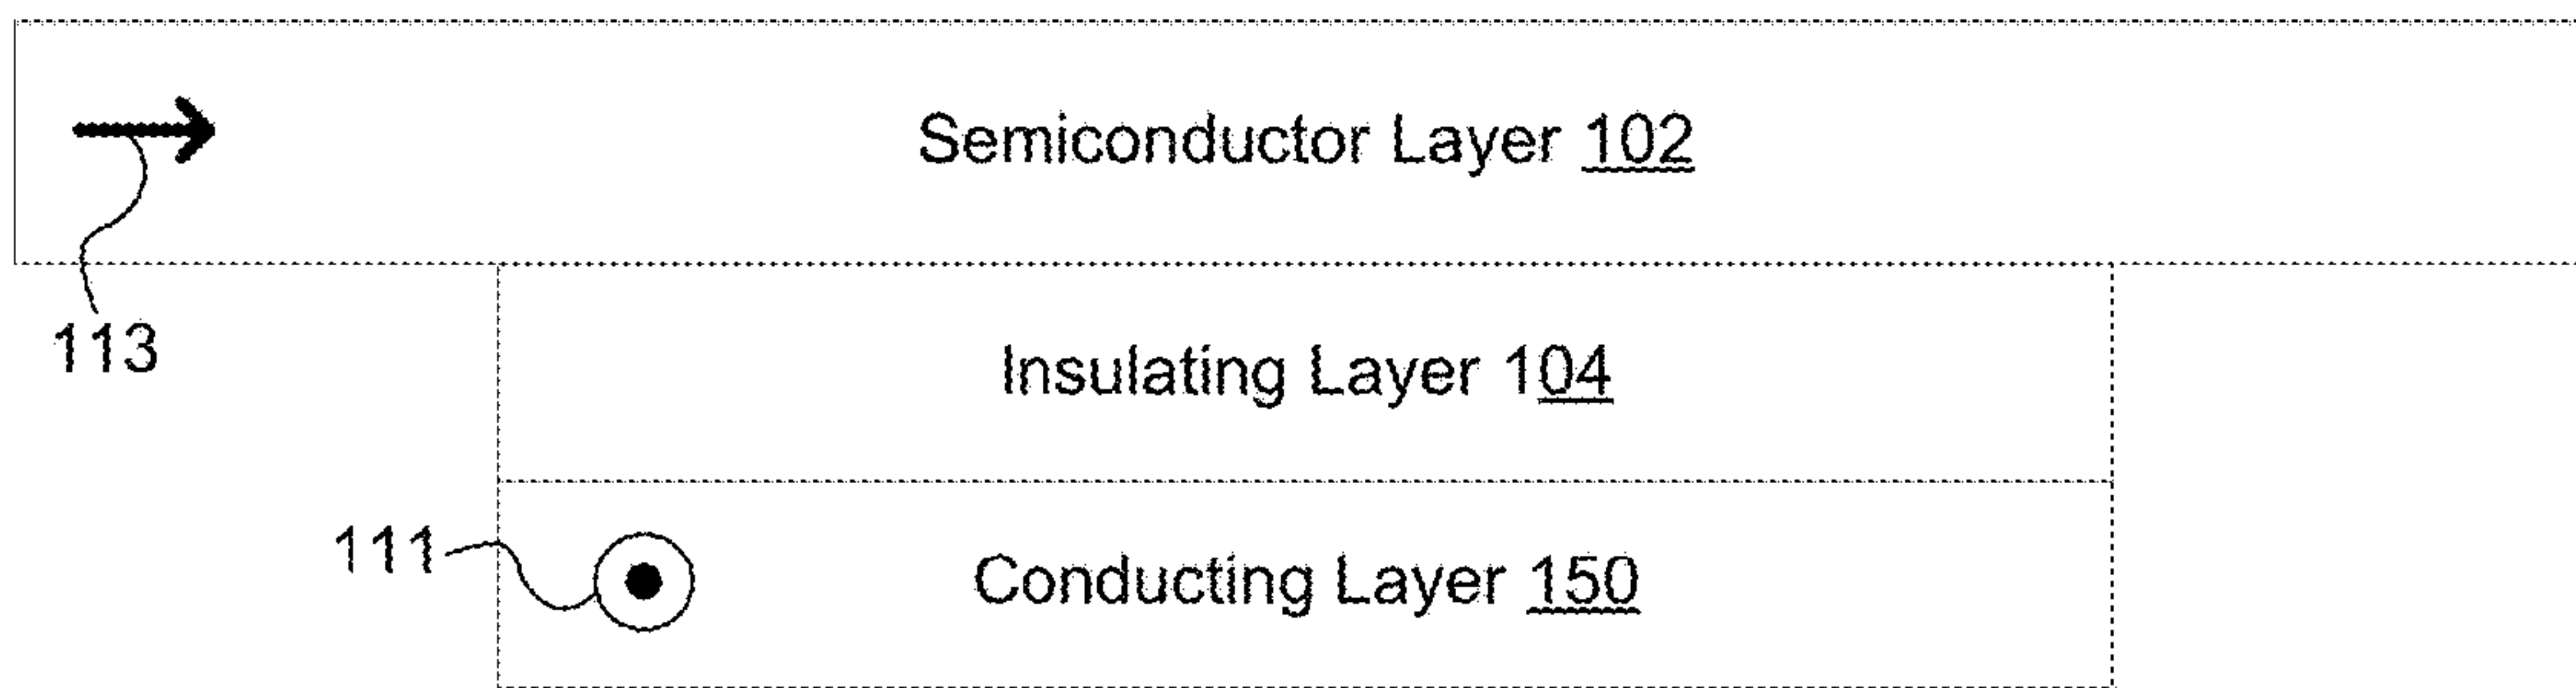 Semiconductor Layer 102
113
Insulating Layer 104
111
Conducting Layer 150